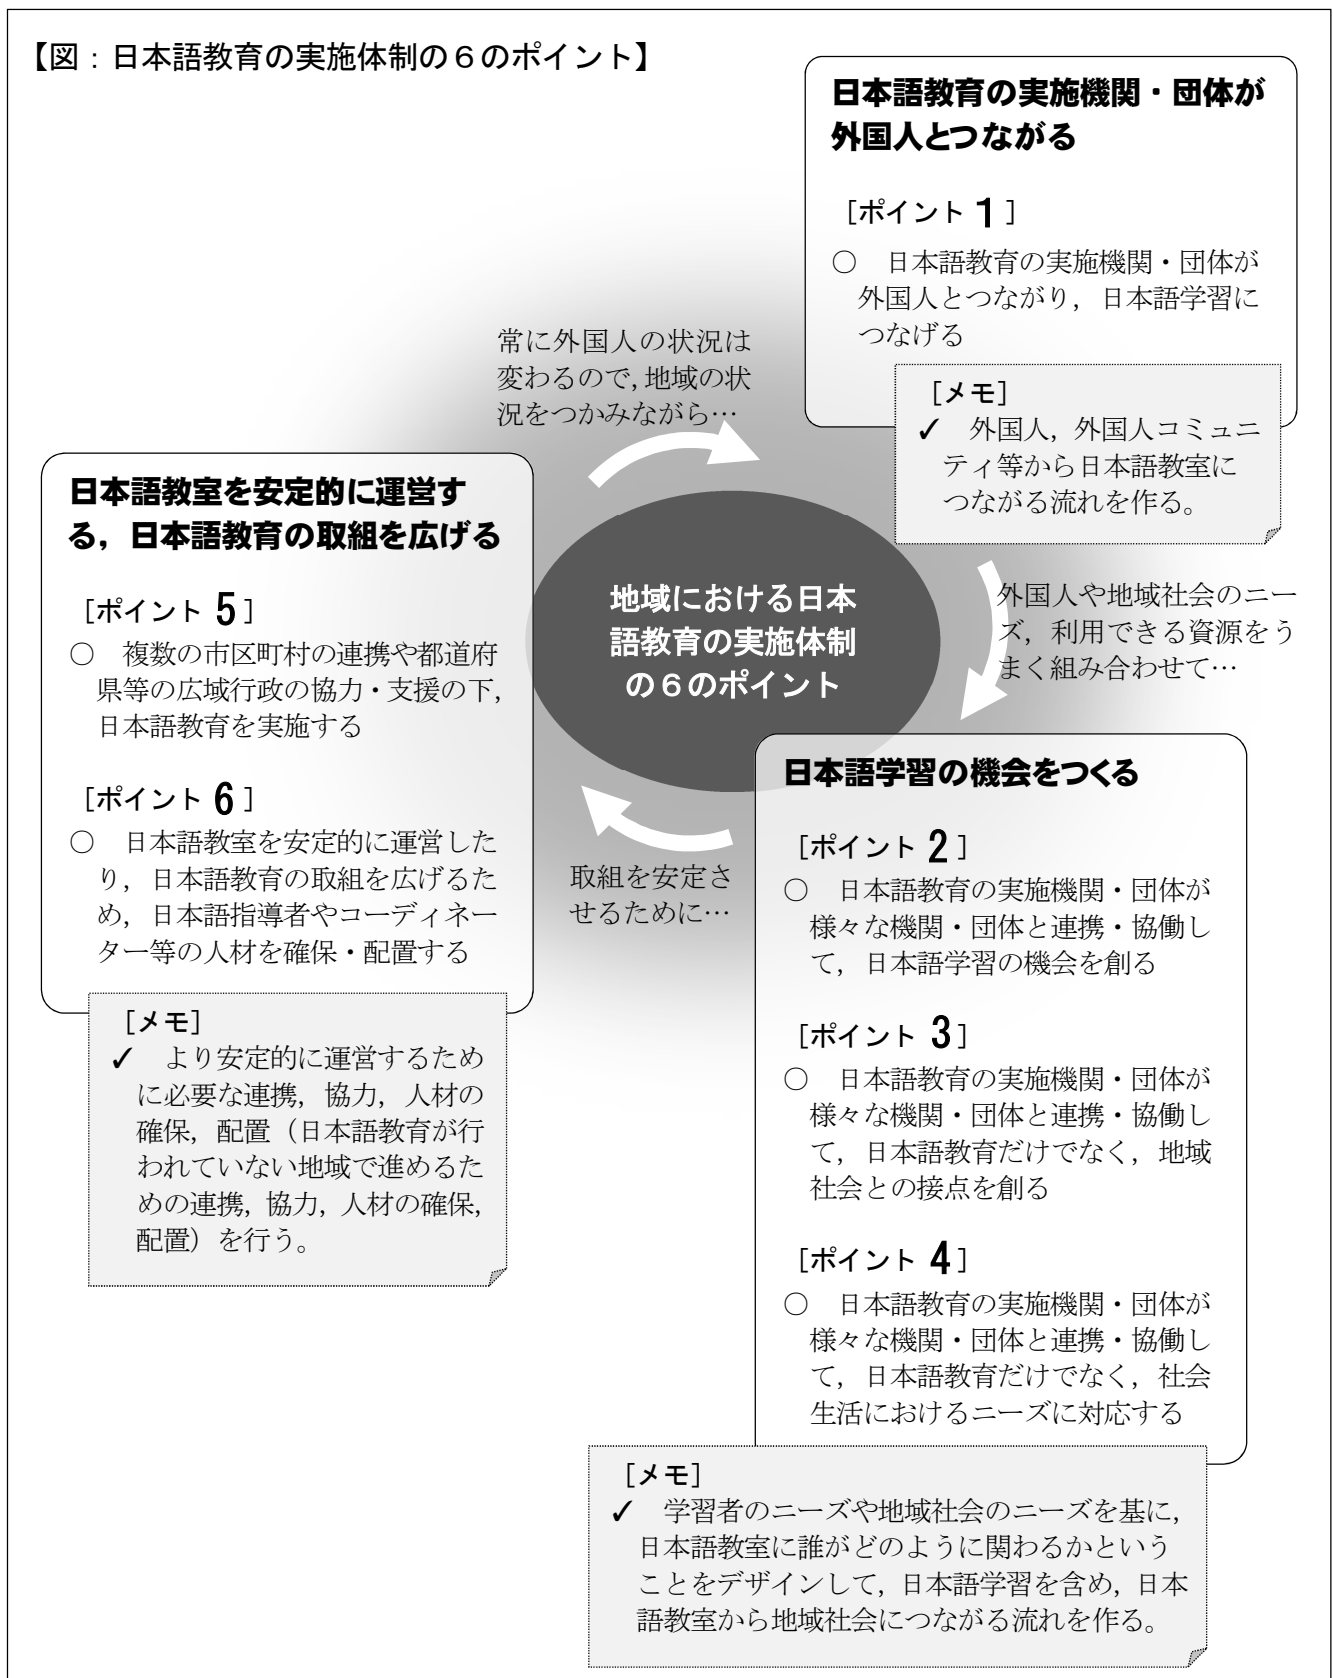 【図：日本語教育の実施体制の６のポイント】
日本語教育の実施機関・団体が
外国人とつながる
［ポイント 1］
○　日本語教育の実施機関・団体が
外国人とつながり，日本語学習に
つなげる
［メモ］
✓　外国人，外国人コミュニ
ティ等から日本語教室に
つながる流れを作る。
常に外国人の状況は
変わるので，地域の状
況をつかみながら…
外国人や地域社会のニー
ズ，利用できる資源をう
まく組み合わせて…
地域における日本
語教育の実施体制
の６のポイント
日本語学習の機会をつくる
［ポイント 2］
○　日本語教育の実施機関・団体が
様々な機関・団体と連携・協働し
て，日本語学習の機会を創る
［ポイント 3］
○　日本語教育の実施機関・団体が
様々な機関・団体と連携・協働し
て，日本語教育だけでなく，地域
社会との接点を創る
［ポイント 4］
○　日本語教育の実施機関・団体が
様々な機関・団体と連携・協働し
て，日本語教育だけでなく，社会
生活におけるニーズに対応する
［メモ］
✓　学習者のニーズや地域社会のニーズを基に，
日本語教室に誰がどのように関わるかという
ことをデザインして，日本語学習を含め，日本
語教室から地域社会につながる流れを作る。
取組を安定さ
せるために…
日本語教室を安定的に運営す
る，日本語教育の取組を広げる
［ポイント 5］
○　複数の市区町村の連携や都道府
県等の広域行政の協力・支援の下，
日本語教育を実施する
［ポイント 6］
○　日本語教室を安定的に運営した
り，日本語教育の取組を広げるた
め，日本語指導者やコーディネー
ター等の人材を確保・配置する
［メモ］
✓　より安定的に運営するため
に必要な連携，協力，人材の
確保，配置（日本語教育が行
われていない地域で進めるた
めの連携，協力，人材の確保，
配置）を行う。